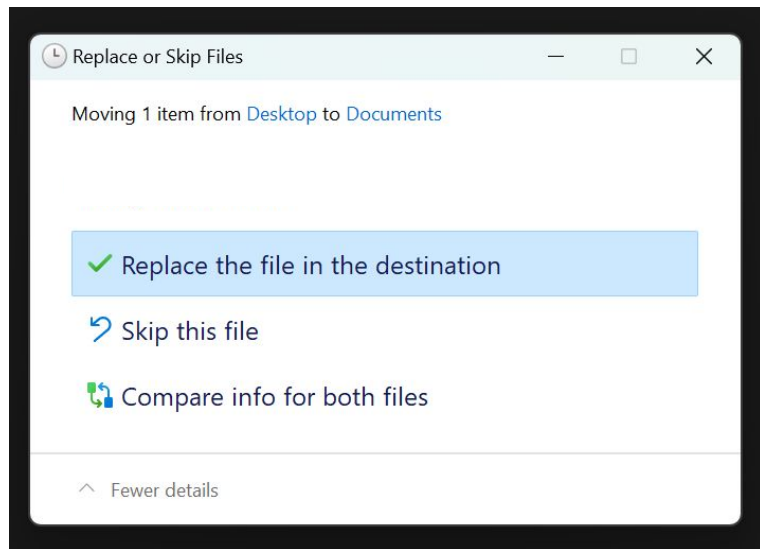 Replace or Skip Files
Moving 1 item from Desktop to Documents
Replace the file in the destination
Skip this file
Compare info for both files
Fewer details